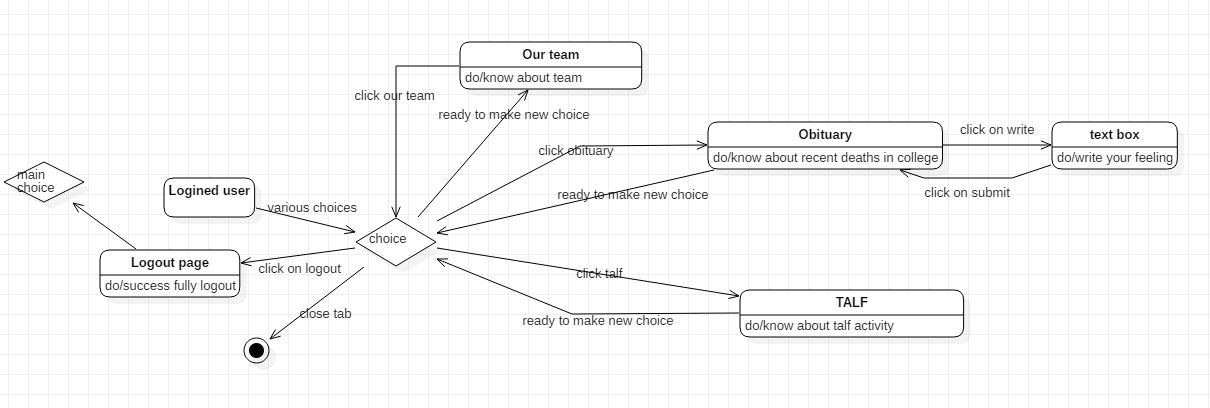 Our team
do/know about team
click our team
ready to make new choice
Obituary
do/know about recent deaths in college
click on write
text box
do/write your feeling
click on submit
click obituary
ready to make new choice
main
choice
Logined user
various choices
choice
Logout page
do/success fully logout
click on logout
close tab
click talf
ready to make new choice
TALF
do/know about talf activity